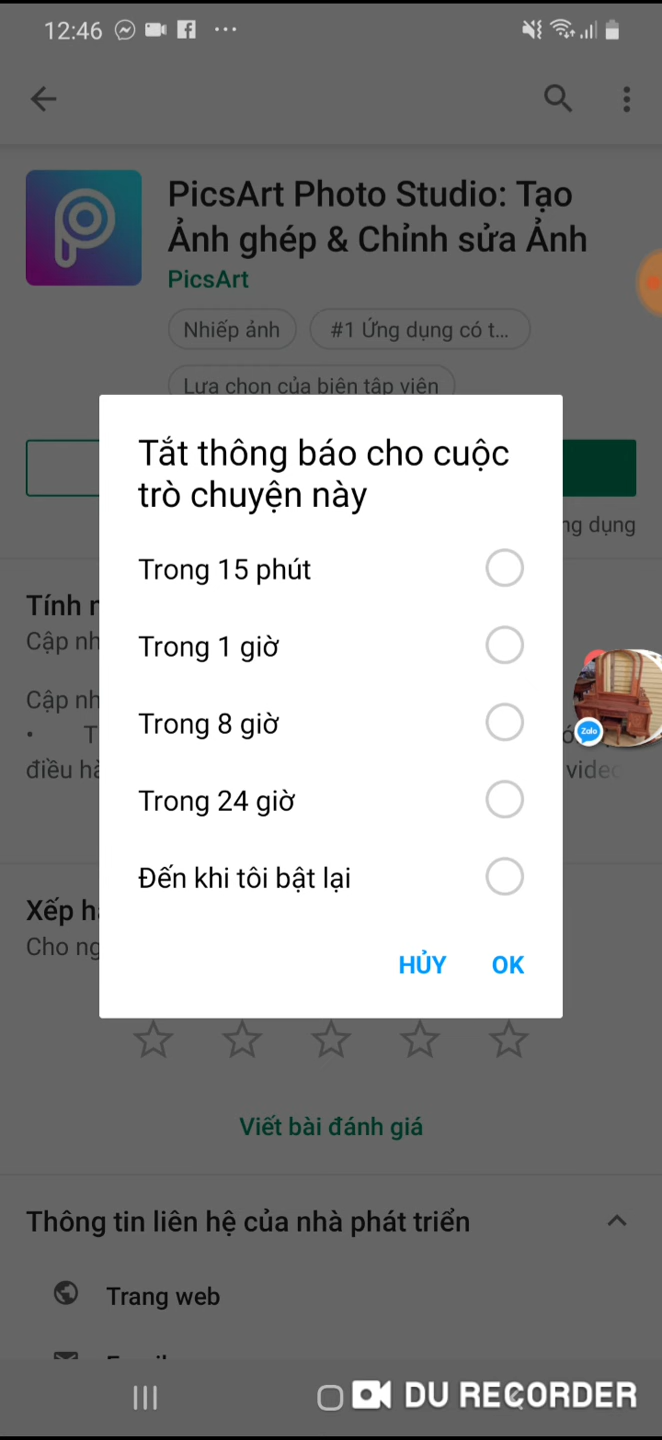 12:46
PicsArt Photo Studio: Tạo
Ảnh ghép & Chỉnh sửa Ảnh
PicsArt
Nhiếp ảnh
#1 Ứng dụng có t...
Lựa chọn của biên tập viên
Tắt thông báo cho cuộc
trò chuyện này
ng dụng
Trong 15 phút
Tính n
Cập nh
Trong 1 giờ
Cập nh
Trong 8 giờ
Zalo
• T
điều hà
video
Trong 24 giờ
Đến khi tôi bật lại
Xếp h
Cho ng
HỦY
OK
Viết bài đánh giá
Thông tin liên hệ của nhà phát triển
Trang web
DU RECORDER